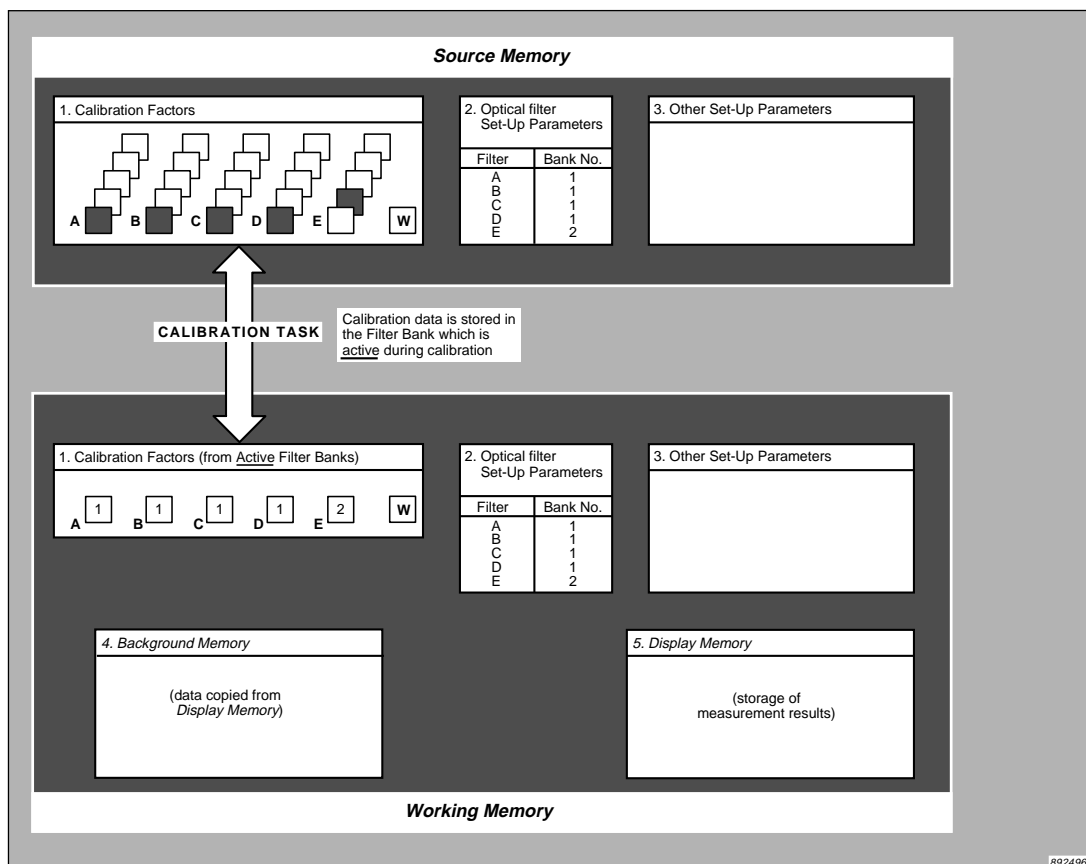 Source Memory
1. Calibration Factors
A B C D E W
2. Optical filter
Set-Up Parameters
Filter Bank No.
A 1
B 1
C 1
D 1
E 2
3. Other Set-Up Parameters
CALIBRATION TASK
Calibration data is stored in
the Filter Bank which is
active during calibration
1. Calibration Factors (from Active Filter Banks)
A 1 B 1 C 1 D 1 E 2 W
2. Optical filter
Set-Up Parameters
Filter Bank No.
A 1
B 1
C 1
D 1
E 2
3. Other Set-Up Parameters
4. Background Memory
(data copied from
Display Memory)
5. Display Memory
(storage of
measurement results)
Working Memory
892496